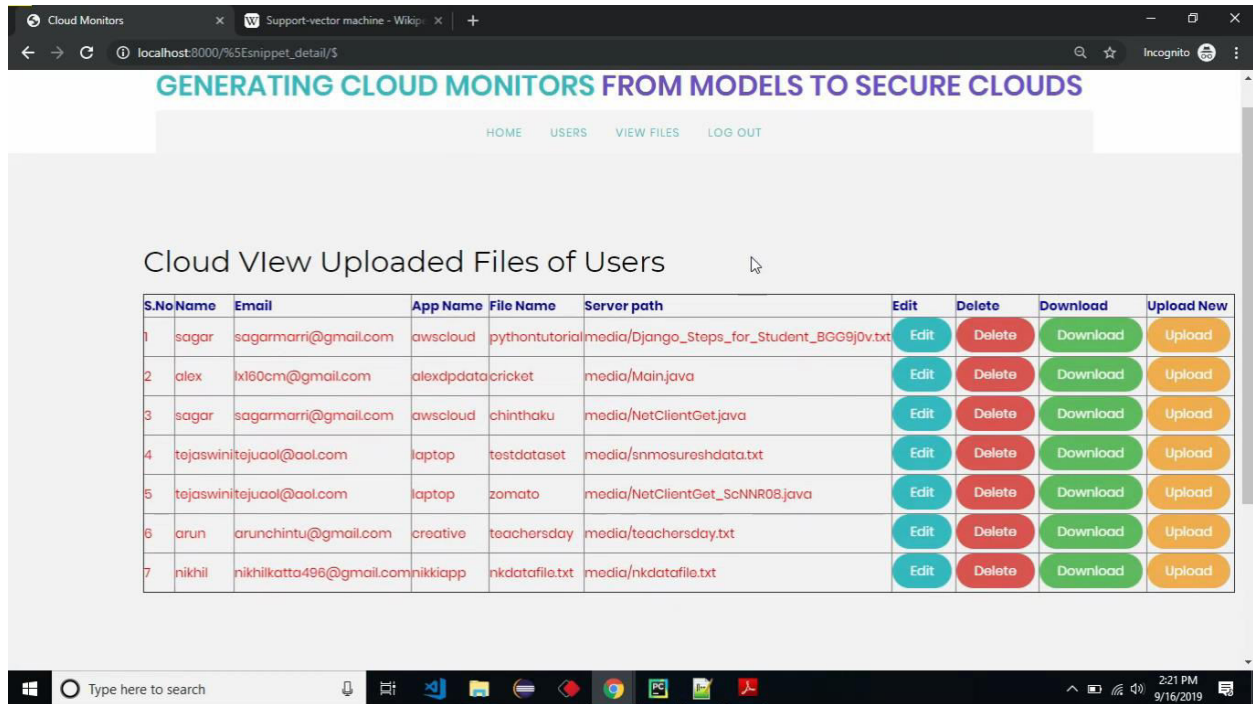 Cloud Monitors
Support-vector machine - Wikip
localhost:8000/%5Esnippet_detail/$
Incognito
GENERATING CLOUD MONITORS FROM MODELS TO SECURE CLOUDS
HOME USERS VIEW FILES LOG OUT
Cloud VIew Uploaded Files of Users
S.No Name Email App Name File Name Server path Edit Delete Download Upload New
1 sagar sagarmarri@gmail.com awscloud pythontutorial media/Django_Steps_for_Student_BGG9j0v.txt Edit Delete Download Upload
2 alex lx160cm@gmail.com alexdpdata cricket media/Main.java Edit Delete Download Upload
3 sagar sagarmarri@gmail.com awscloud chinthaku media/NetClientGet.java Edit Delete Download Upload
4 tejaswini tejuaol@aol.com laptop testdataset media/snmosureshdata.txt Edit Delete Download Upload
5 tejaswini tejuaol@aol.com laptop zomato media/NetClientGet_ScNNR08.java Edit Delete Download Upload
6 arun arunchintu@gmail.com creative teachersday media/teachersday.txt Edit Delete Download Upload
7 nikhil nikhilkatta496@gmail.com nikkiapp nkdatafile.txt media/nkdatafile.txt Edit Delete Download Upload
Type here to search
2:21 PM
9/16/2019